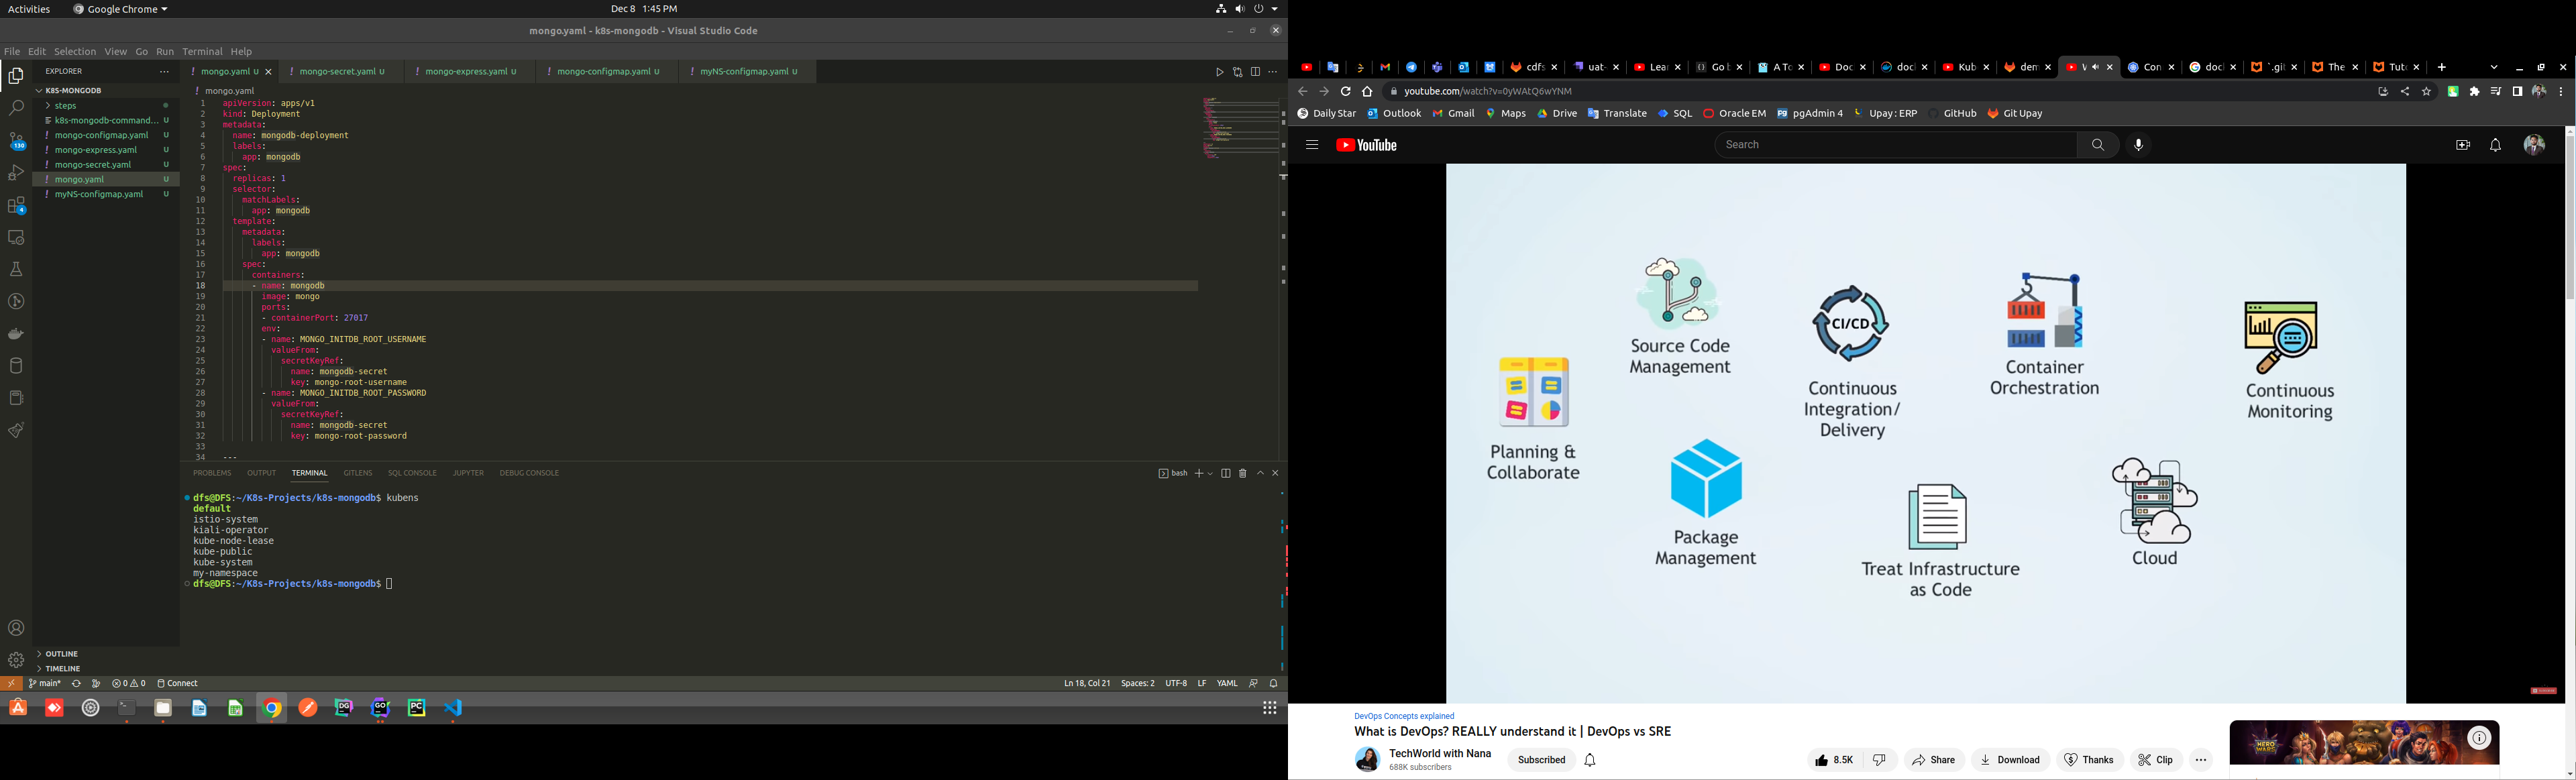 Activities
Google Chrome
Dec 8 1:45 PM
mongo.yaml - k8s-mongodb - Visual Studio Code
File Edit Selection View Go Run Terminal Help
EXPLORER
K8S-MONGODB
steps
k8s-mongodb-command... U
mongo-configmap.yaml U
mongo-express.yaml U
mongo-secret.yaml U
mongo.yaml U
myNS-configmap.yaml U
OUTLINE
TIMELINE
130
4
! mongo.yaml U
! mongo-secret.yaml U
! mongo-express.yaml U
! mongo-configmap.yaml U
! myNS-configmap.yaml U
! mongo.yaml
1 apiVersion: apps/v1
2 kind: Deployment
3 metadata:
4 name: mongodb-deployment
5 labels:
6 app: mongodb
7 spec:
8 replicas: 1
9 selector:
10 matchLabels:
11 app: mongodb
12 template:
13 metadata:
14 labels:
15 app: mongodb
16 spec:
17 containers:
18 - name: mongodb
19 image: mongo
20 ports:
21 - containerPort: 27017
22 env:
23 - name: MONGO_INITDB_ROOT_USERNAME
24 valueFrom:
25 secretKeyRef:
26 name: mongodb-secret
27 key: mongo-root-username
28 - name: MONGO_INITDB_ROOT_PASSWORD
29 valueFrom:
30 secretKeyRef:
31 name: mongodb-secret
32 key: mongo-root-password
33
34 ---
PROBLEMS OUTPUT TERMINAL GITLENS SQL CONSOLE JUPYTER DEBUG CONSOLE
bash
dfs@DFS:~/K8s-Projects/k8s-mongodb$ kubens
default
istio-system
kiali-operator
kube-node-lease
kube-public
kube-system
my-namespace
dfs@DFS:~/K8s-Projects/k8s-mongodb$
main* 0 0 Connect
Ln 18, Col 21 Spaces: 2 UTF-8 LF YAML
DG GO PC
cdfs uat- Lear Go b A To Doc doc Kub dem Con doc `.git The Tut
youtube.com/watch?v=0yWAtQ6wYNM
Daily Star Outlook Gmail Maps Drive Translate SQL Oracle EM pgAdmin 4 Upay : ERP GitHub Git Upay
YouTube
Search
Source Code
Management
CI/CD
Continuous
Integration/
Delivery
Container
Orchestration
Continuous
Monitoring
Planning &
Collaborate
Package
Management
Treat Infrastructure
as Code
Cloud
DevOps Concepts explained
What is DevOps? REALLY understand it | DevOps vs SRE
TechWorld with Nana
688K subscribers
Subscribed
8.5K
Share
Download
Thanks
Clip
HERO
WARS